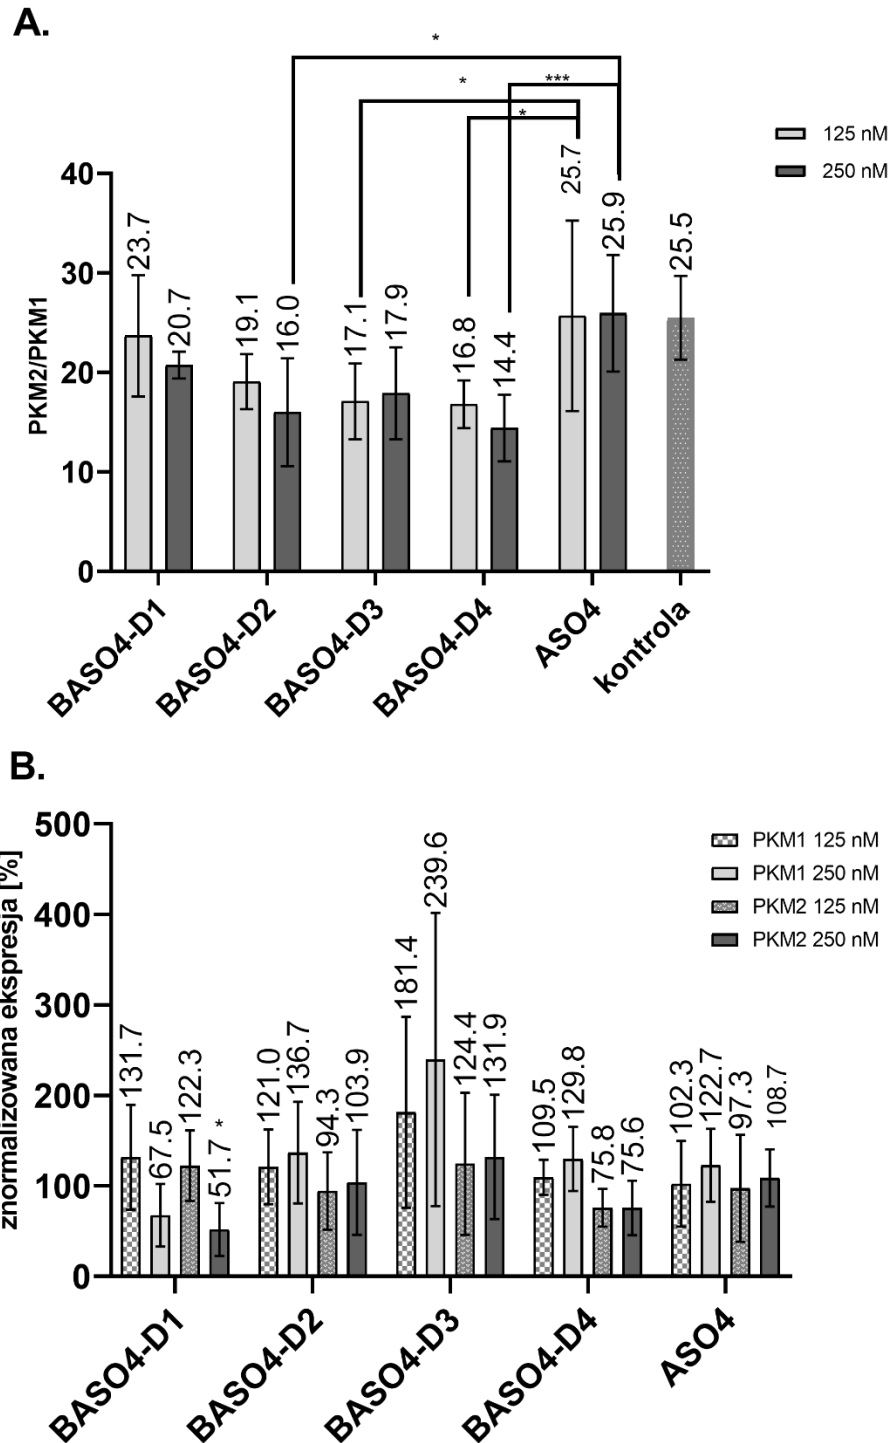 A.
*
*
***
*
125 nM
250 nM
PKM2/PKM1
40
30
20
10
0
23.7
20.7
19.1
16.0
17.1
17.9
16.8
14.4
25.7
25.9
25.5
BASO4-D1
BASO4-D2
BASO4-D3
BASO4-D4
ASO4
kontrola
B.
znormalizowana ekspresja [%]
500
400
300
200
100
0
131.7
67.5
122.3
51.7 *
121.0
136.7
94.3
103.9
181.4
239.6
124.4
131.9
109.5
129.8
75.8
75.6
102.3
122.7
97.3
108.7
PKM1 125 nM
PKM1 250 nM
PKM2 125 nM
PKM2 250 nM
BASO4-D1
BASO4-D2
BASO4-D3
BASO4-D4
ASO4